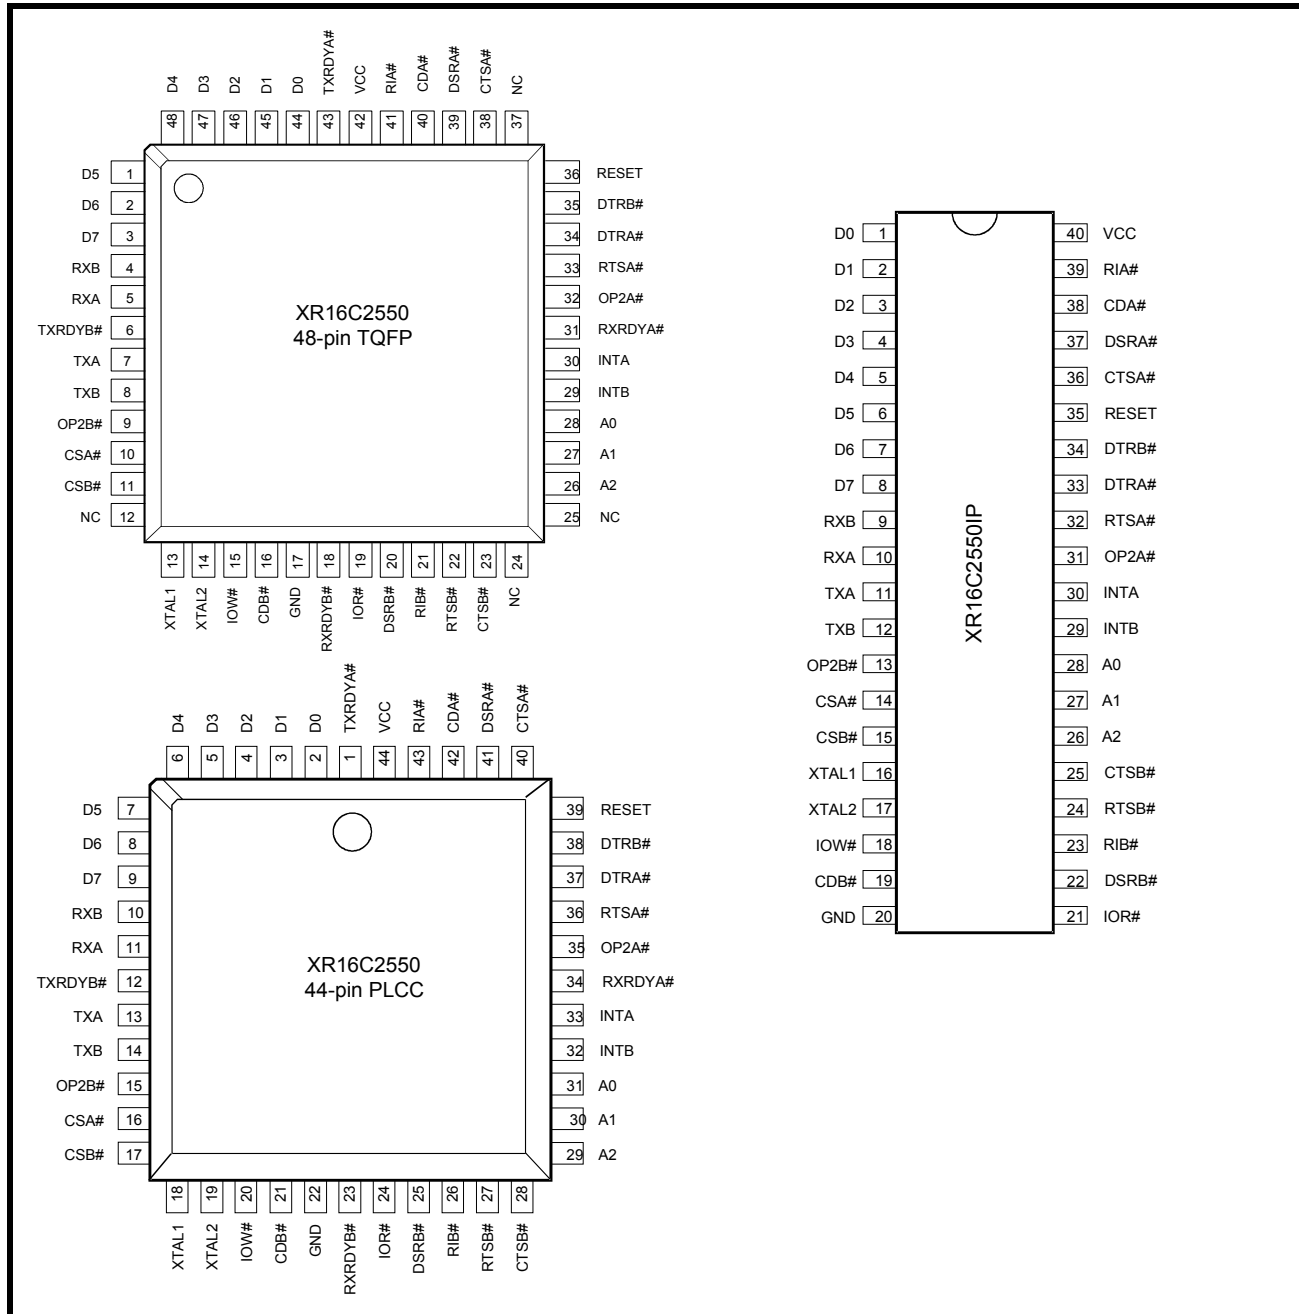 D4 D3 D2 D1 D0 TXRDYA# VCC RIA# CDA# DSRA# CTSA# NC
48 47 46 45 44 43 42 41 40 39 38 37
D5 1 36 RESET
D6 2 35 DTRB#
D7 3 34 DTRA#
RXB 4 33 RTSA#
RXA 5 32 OP2A#
TXRDYB# 6 31 RXRDYA#
TXA 7 30 INTA
TXB 8 29 INTB
OP2B# 9 28 A0
CSA# 10 27 A1
CSB# 11 26 A2
NC 12 25 NC
XR16C2550
48-pin TQFP
13 14 15 16 17 18 19 20 21 22 23 24
XTAL1 XTAL2 IOW# CDB# GND RXRDYB# IOR# DSRB# RIB# RTSB# CTSB# NC
D4 D3 D2 D1 D0 TXRDYA# VCC RIA# CDA# DSRA# CTSA#
6 5 4 3 2 1 44 43 42 41 40
D5 7 39 RESET
D6 8 38 DTRB#
D7 9 37 DTRA#
RXB 10 36 RTSA#
RXA 11 35 OP2A#
TXRDYB# 12 34 RXRDYA#
TXA 13 33 INTA
TXB 14 32 INTB
OP2B# 15 31 A0
CSA# 16 30 A1
CSB# 17 29 A2
XR16C2550
44-pin PLCC
18 19 20 21 22 23 24 25 26 27 28
XTAL1 XTAL2 IOW# CDB# GND RXRDYB# IOR# DSRB# RIB# RTSB# CTSB#
D0 1 40 VCC
D1 2 39 RIA#
D2 3 38 CDA#
D3 4 37 DSRA#
D4 5 36 CTSA#
D5 6 35 RESET
D6 7 34 DTRB#
D7 8 33 DTRA#
RXB 9 32 RTSA#
RXA 10 31 OP2A#
TXA 11 30 INTA
TXB 12 29 INTB
OP2B# 13 28 A0
CSA# 14 27 A1
CSB# 15 26 A2
XTAL1 16 25 CTSB#
XTAL2 17 24 RTSB#
IOW# 18 23 RIB#
CDB# 19 22 DSRB#
GND 20 21 IOR#
XR16C2550IP